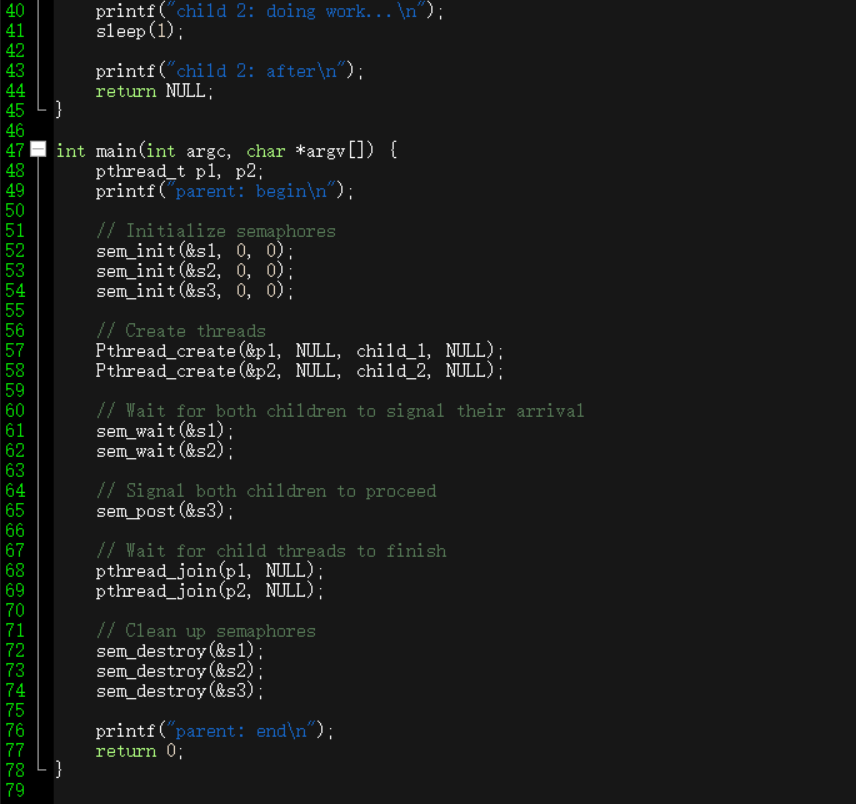 40     printf("child 2: doing work...\n");
41     sleep(1);
42
43     printf("child 2: after\n");
44     return NULL;
45 }
46
47 int main(int argc, char *argv[]) {
48     pthread_t p1, p2;
49     printf("parent: begin\n");
50
51     // Initialize semaphores
52     sem_init(&s1, 0, 0);
53     sem_init(&s2, 0, 0);
54     sem_init(&s3, 0, 0);
55
56     // Create threads
57     Pthread_create(&p1, NULL, child_1, NULL);
58     Pthread_create(&p2, NULL, child_2, NULL);
59
60     // Wait for both children to signal their arrival
61     sem_wait(&s1);
62     sem_wait(&s2);
63
64     // Signal both children to proceed
65     sem_post(&s3);
66
67     // Wait for child threads to finish
68     pthread_join(p1, NULL);
69     pthread_join(p2, NULL);
70
71     // Clean up semaphores
72     sem_destroy(&s1);
73     sem_destroy(&s2);
74     sem_destroy(&s3);
75
76     printf("parent: end\n");
77     return 0;
78 }
79